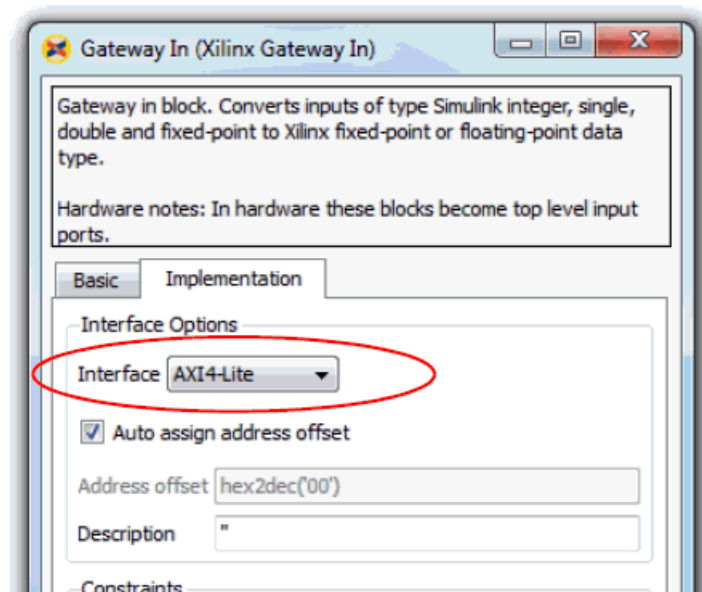 Gateway In (Xilinx Gateway In)
Gateway in block. Converts inputs of type Simulink integer, single,
double and fixed-point to Xilinx fixed-point or floating-point data
type.
Hardware notes: In hardware these blocks become top level input
ports.
Basic Implementation
Interface Options
Interface AXI4-Lite
Auto assign address offset
Address offset hex2dec('00')
Description ''
Constraints